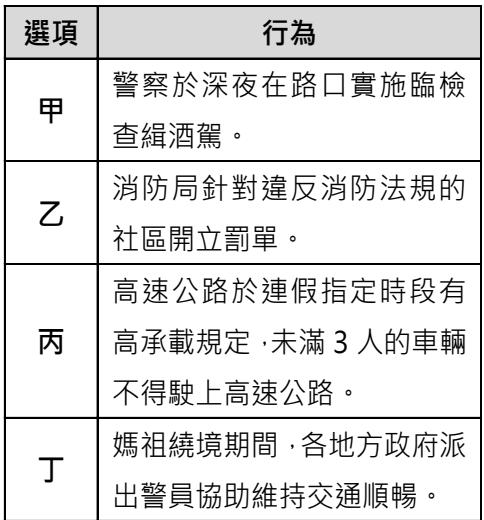 選項 行為
甲 警察於深夜在路口實施臨檢
查緝酒駕。
乙 消防局針對違反消防法規的
社區開立罰單。
丙 高速公路於連假指定時段有
高承載規定,未滿 3 人的車輛
不得駛上高速公路。
丁 媽祖繞境期間,各地方政府派
出警員協助維持交通順暢。